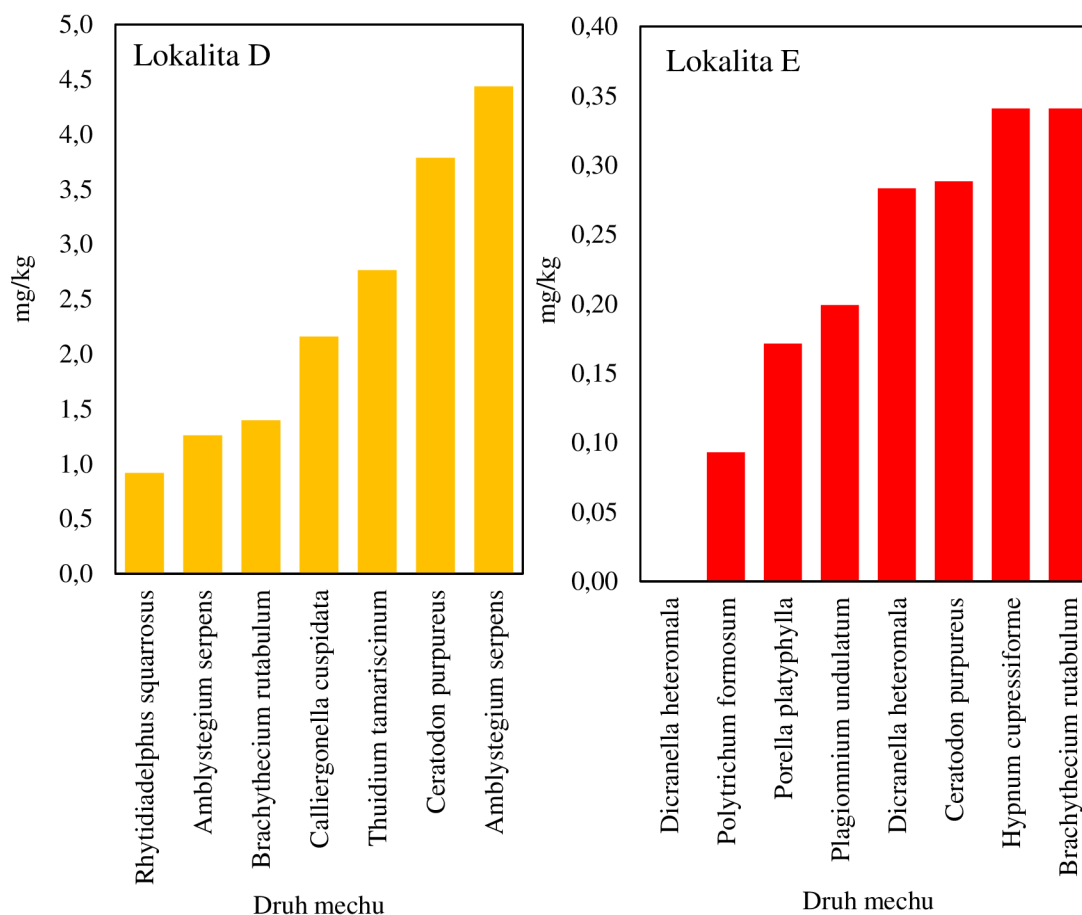 Lokalita D
5,0
4,5
4,0
3,5
3,0
2,5
2,0
1,5
1,0
0,5
0,0
mg/kg
Rhytidiadelphus squarrosus
Amblystegium serpens
Brachythecium rutabulum
Calliergonella cuspidata
Thuidium tamariscinum
Ceratodon purpureus
Amblystegium serpens
Druh mechu
Lokalita E
0,40
0,35
0,30
0,25
0,20
0,15
0,10
0,05
0,00
mg/kg
Dicranella heteromala
Polytrichum formosum
Porella platyphylla
Plagiomnium undulatum
Dicranella heteromala
Ceratodon purpureus
Hypnum cupressiforme
Brachythecium rutabulum
Druh mechu